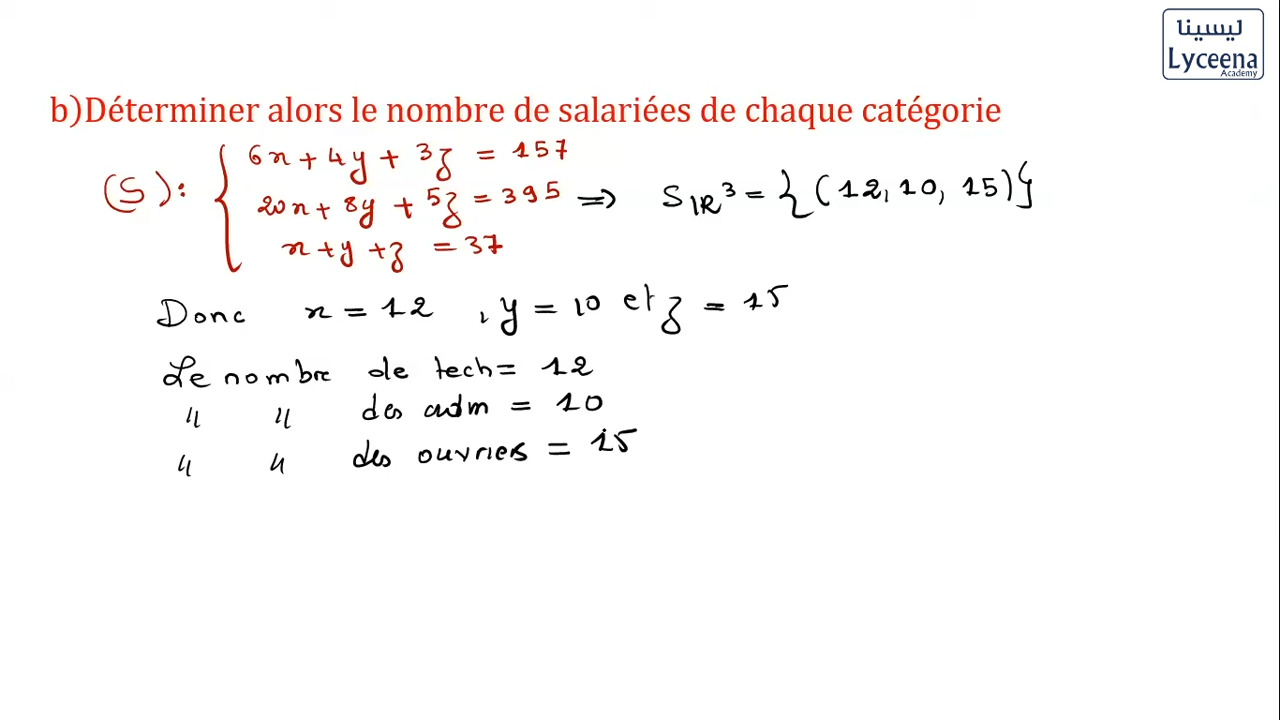 ليسينا
Lyceena
Academy
b)Déterminer alors le nombre de salariées de chaque catégorie
(S): { 6x + 4y + 3z = 157
20x + 8y + 5z = 395 => S_IR³ = {(12, 10, 15)}
x + y + z = 37
Donc x = 12 , y = 10 et z = 15
Le nombre de tech = 12
" " des adm = 10
" " des ouvriers = 15